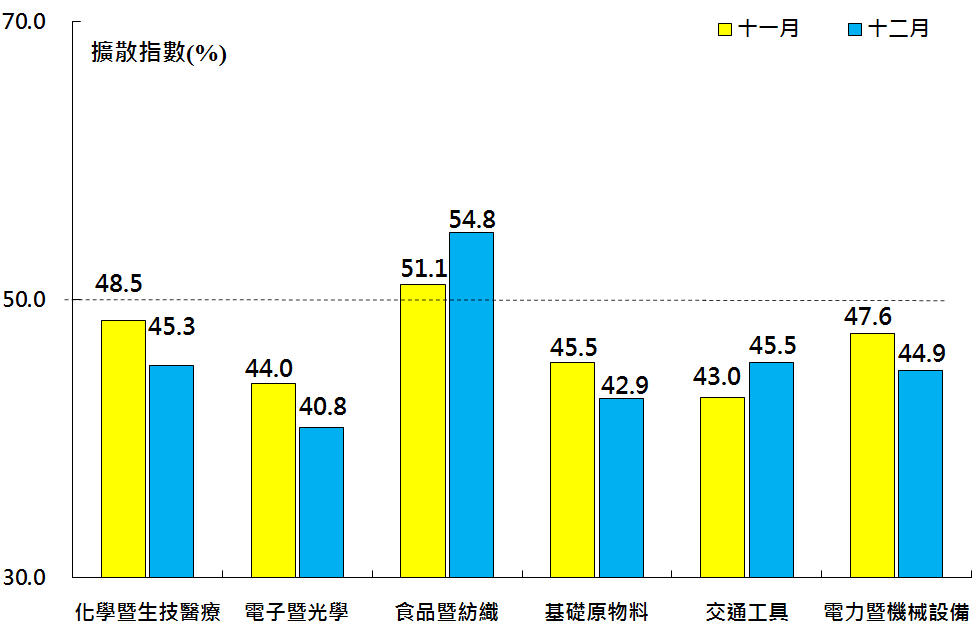 70.0
擴散指數(%)
十一月
十二月
54.8
51.1
48.5
50.0
45.3
47.6
45.5
45.5
44.9
44.0
43.0
42.9
40.8
30.0
化學暨生技醫療
電子暨光學
食品暨紡織
基礎原物料
交通工具
電力暨機械設備